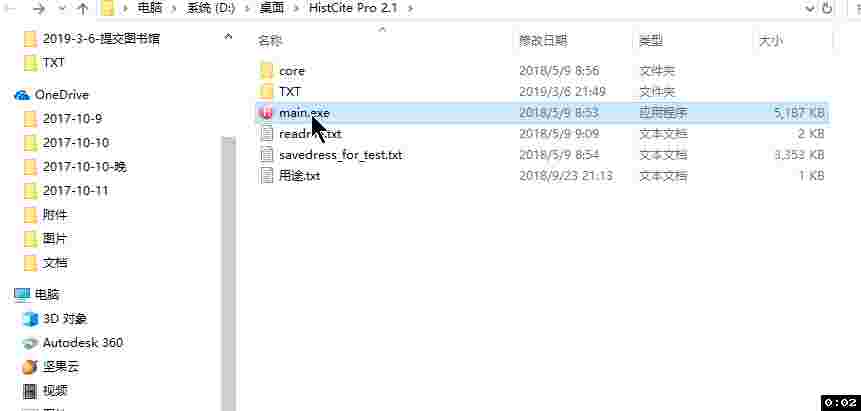 电脑 > 系统 (D:) > 桌面 > HistCite Pro 2.1 >
2019-3-6-提交图书馆
TXT
OneDrive
2017-10-9
2017-10-10
2017-10-10-晚
2017-10-11
附件
图片
文档
电脑
3D 对象
Autodesk 360
坚果云
视频
名称 修改日期 类型 大小
core 2018/5/9 8:56 文件夹
TXT 2019/3/6 21:49 文件夹
main.exe 2018/5/9 8:53 应用程序 5,187 KB
2018/5/9 9:09 文本文档 2 KB
savedress_for_test.txt 2018/5/9 8:54 文本文档 3,353 KB
用途.txt 2018/9/23 21:13 文本文档 1 KB
0:02